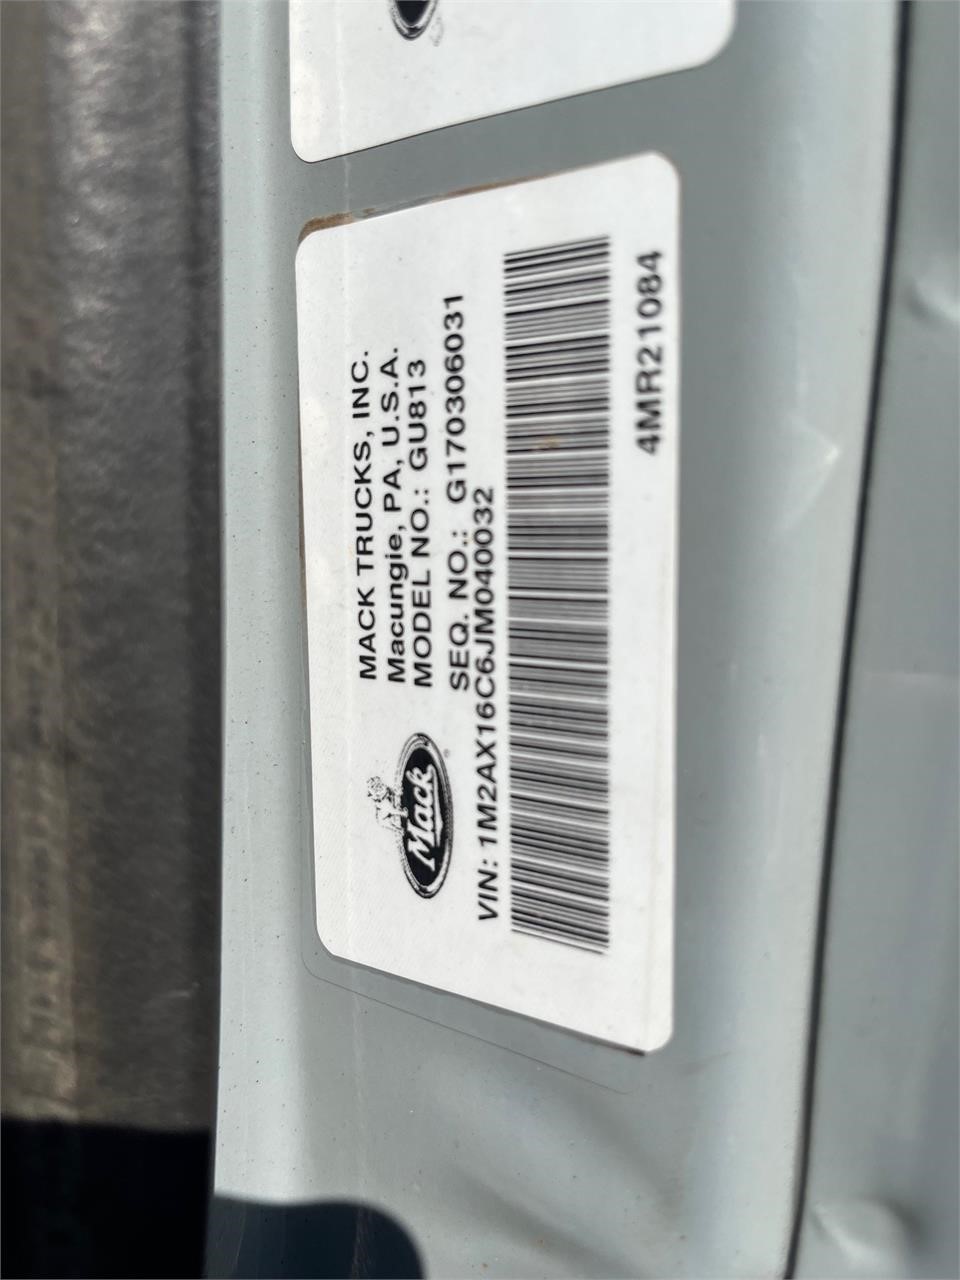 MACK TRUCKS, INC.
Macungie, PA, U.S.A.
MODEL NO.: GU813
SEQ. NO.: G170306031
Mack
®
VIN: 1M2AX16C6JM040032
4MR21084